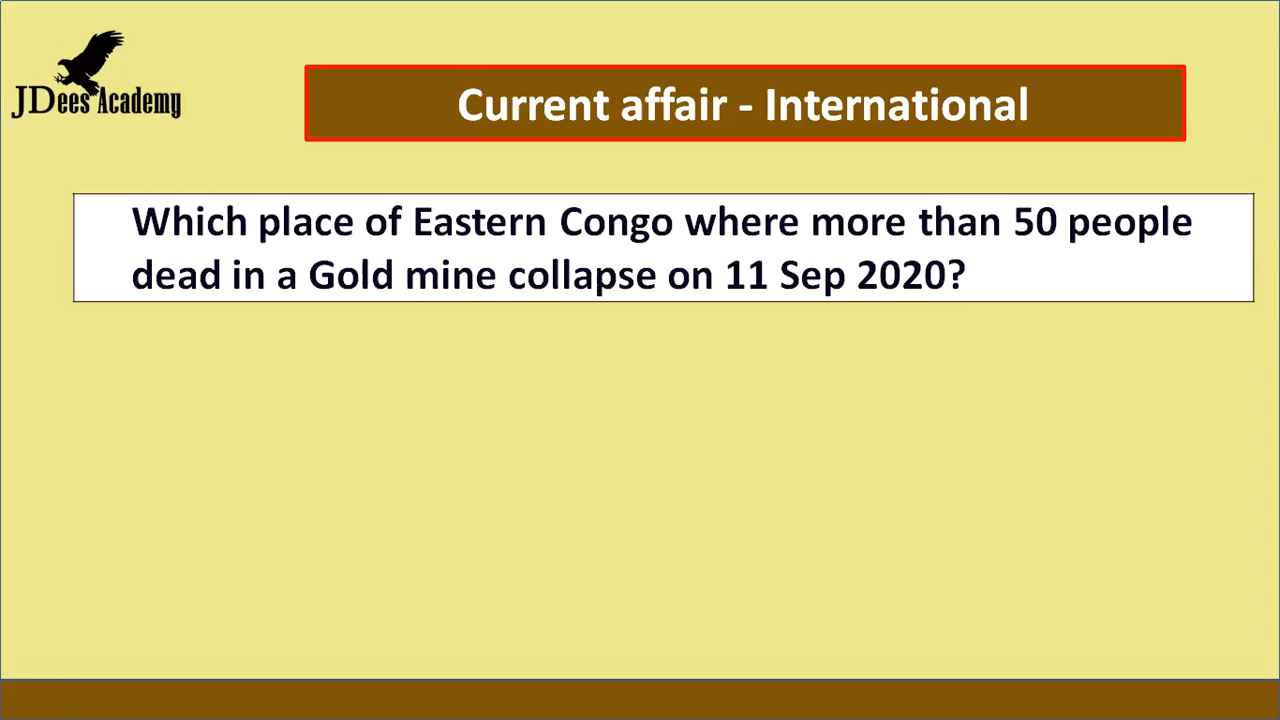 JDees Academy
Current affair - International
Which place of Eastern Congo where more than 50 people
dead in a Gold mine collapse on 11 Sep 2020?